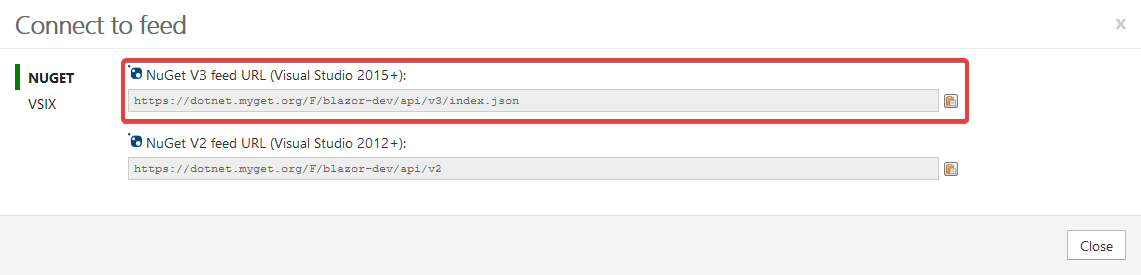 Connect to feed
x
NUGET
VSIX
NuGet V3 feed URL (Visual Studio 2015+):
https://dotnet.myget.org/F/blazor-dev/api/v3/index.json
NuGet V2 feed URL (Visual Studio 2012+):
https://dotnet.myget.org/F/blazor-dev/api/v2
Close